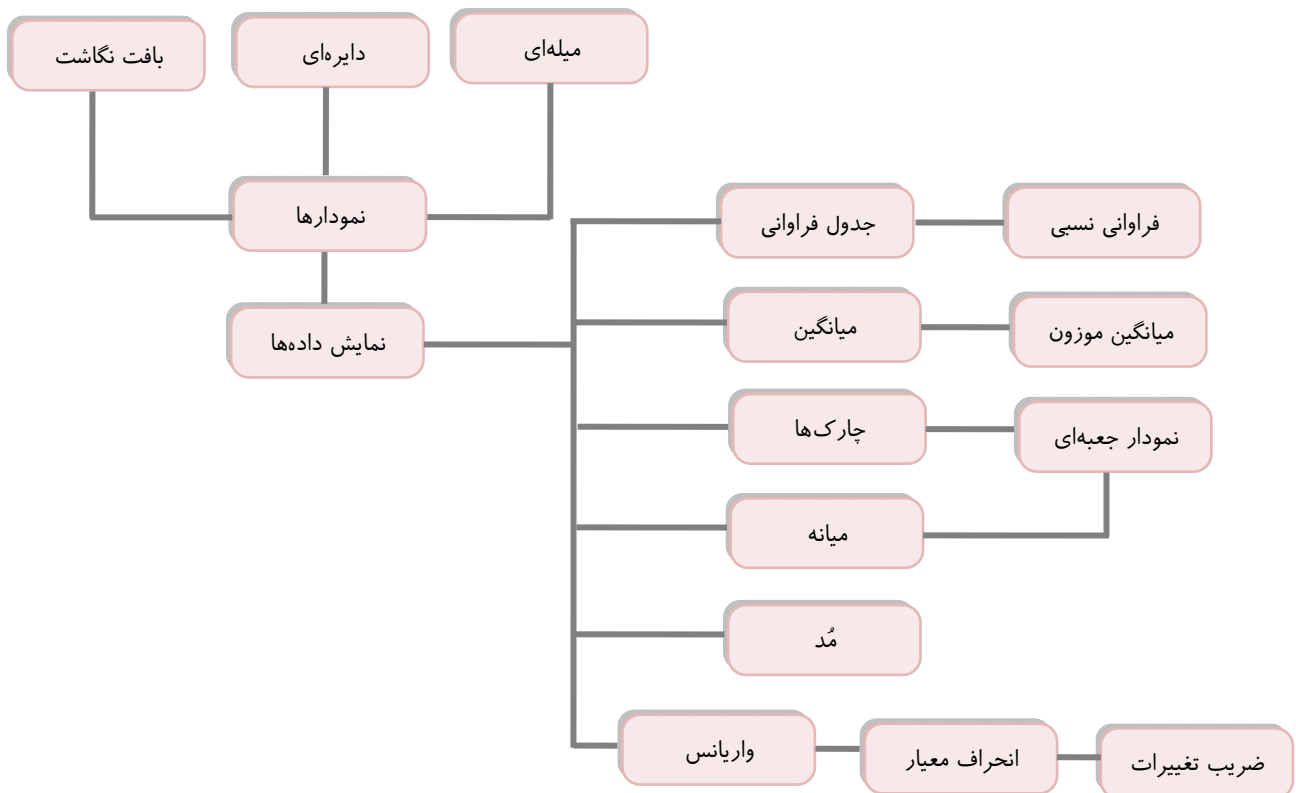 میله‌ای
دایره‌ای
بافت نگاشت
نمودارها
نمایش داده‌ها
جدول فراوانی
فراوانی نسبی
میانگین
میانگین موزون
چارک‌ها
نمودار جعبه‌ای
میانه
مُد
واریانس
انحراف معیار
ضریب تغییرات